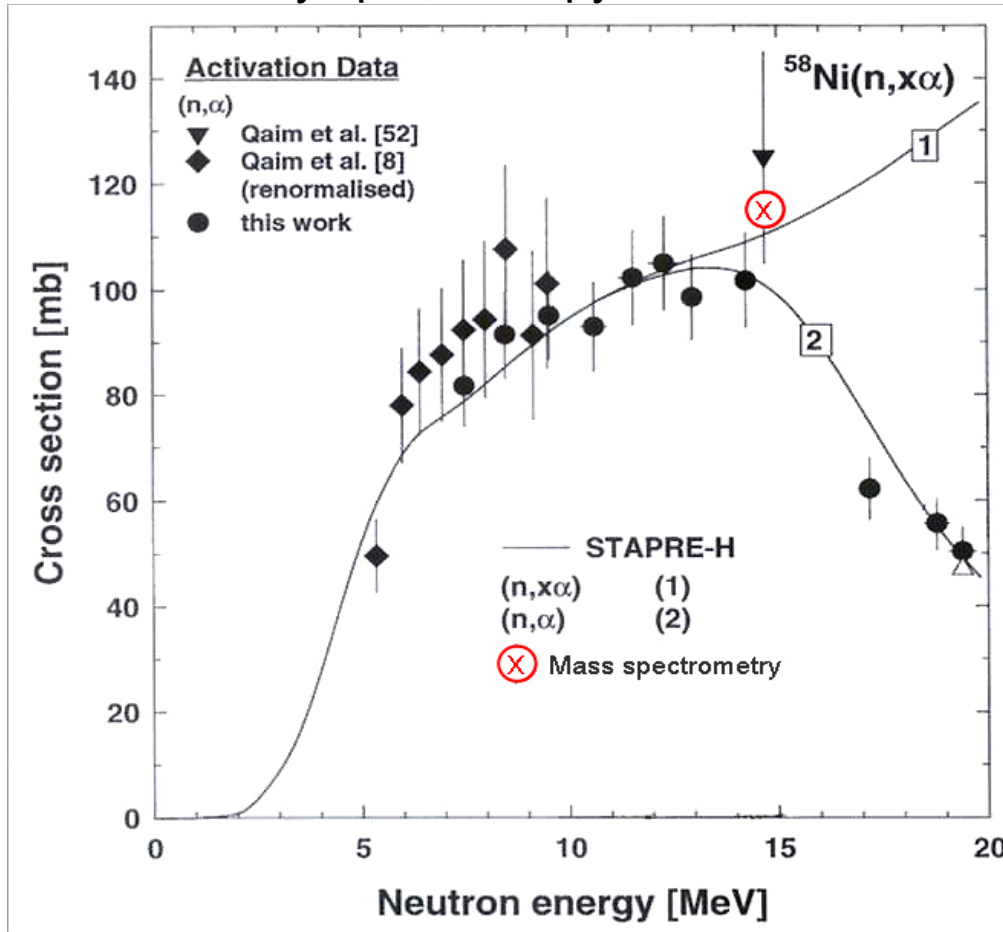 Activation Data
(n,α)
▼ Qaim et al. [52]
◆ Qaim et al. [8]
(renormalised)
● this work
⁵⁸Ni(n,xα)
1
2
140
120
100
80
60
40
20
0
Cross section [mb]
STAPRE-H
(n,xα) (1)
(n,α) (2)
X Mass spectrometry
X
0 5 10 15 20
Neutron energy [MeV]